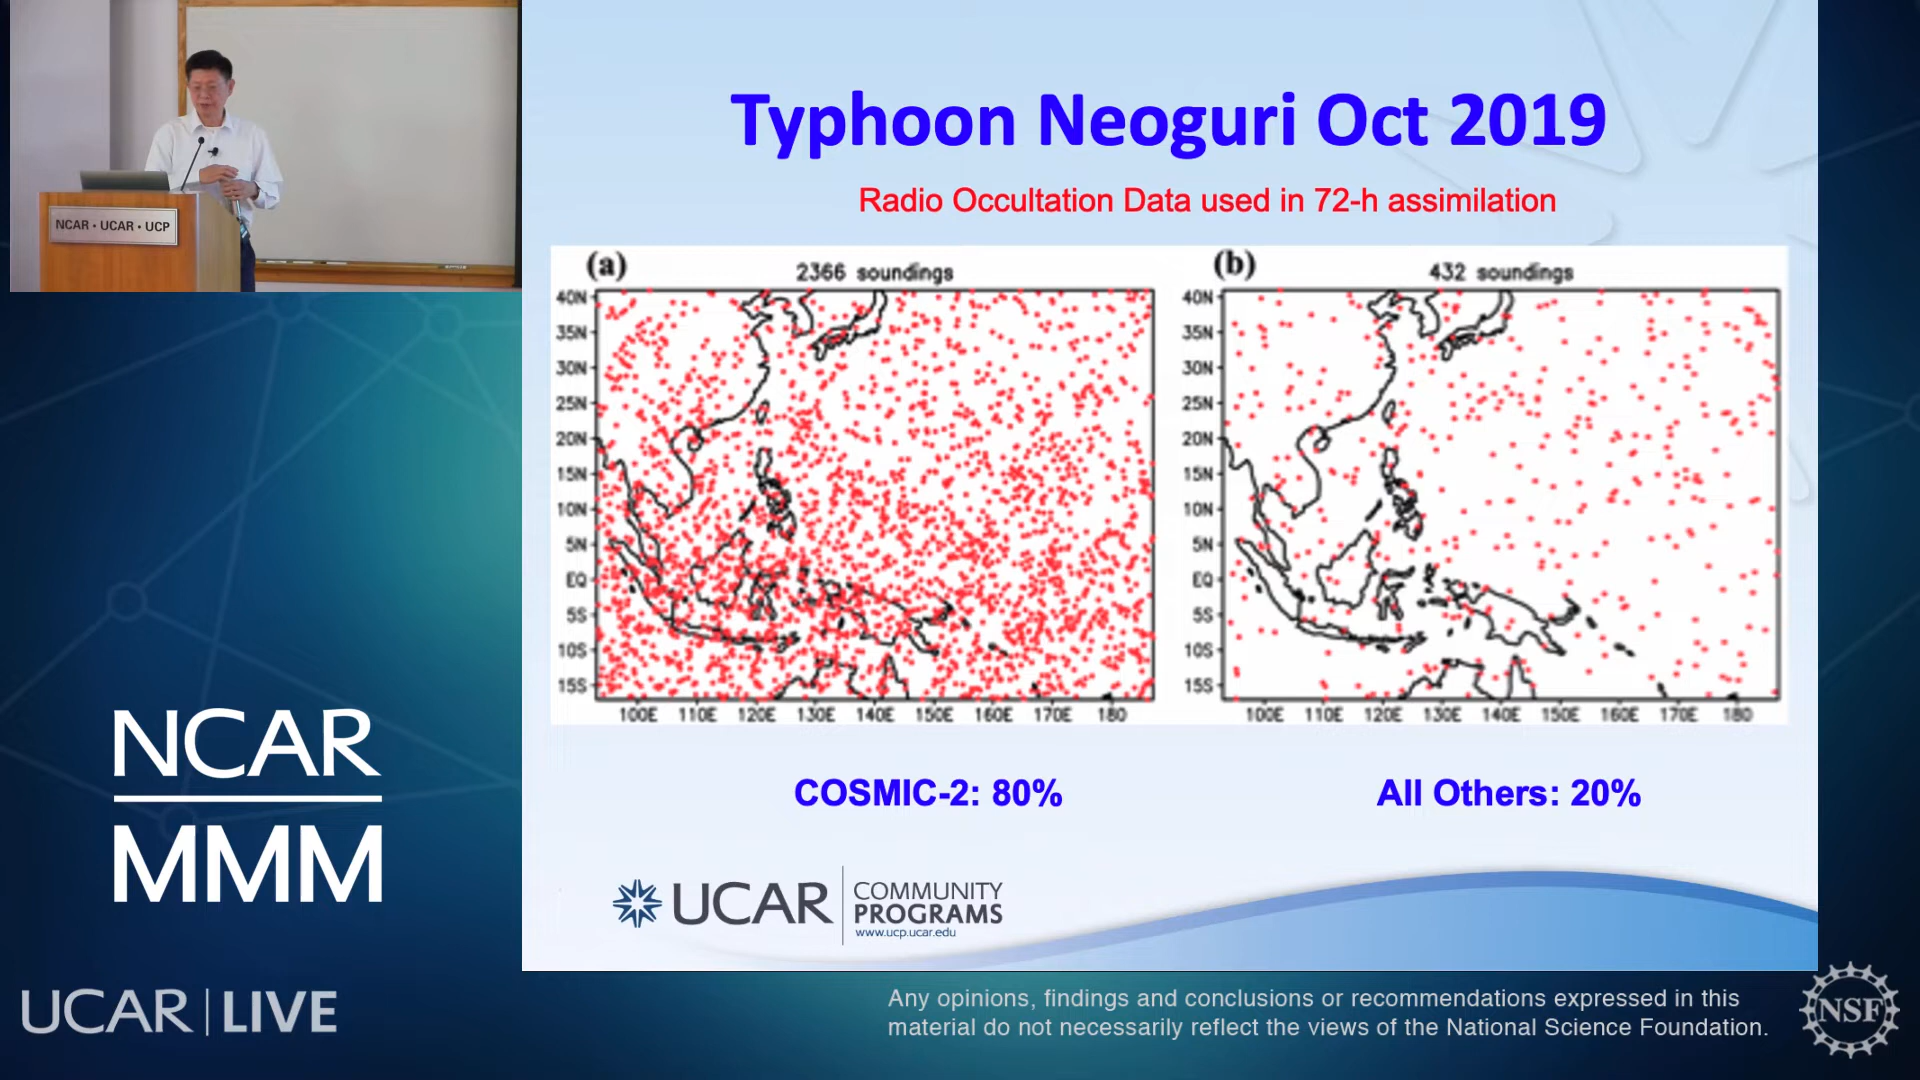 NCAR • UCAR • UCP
Typhoon Neoguri Oct 2019
Radio Occultation Data used in 72-h assimilation
(a)
2366 soundings
40N
35N
30N
25N
20N
15N
10N
5N
EQ
5S
10S
15S
100E 110E 120E 130E 140E 150E 160E 170E 180
(b)
432 soundings
40N
35N
30N
25N
20N
15N
10N
5N
EQ
5S
10S
15S
100E 110E 120E 130E 140E 150E 160E 170E 180
COSMIC-2: 80%
All Others: 20%
UCAR
COMMUNITY
PROGRAMS
www.ucp.ucar.edu
NCAR
MMM
UCAR | LIVE
Any opinions, findings and conclusions or recommendations expressed in this
material do not necessarily reflect the views of the National Science Foundation.
NSF